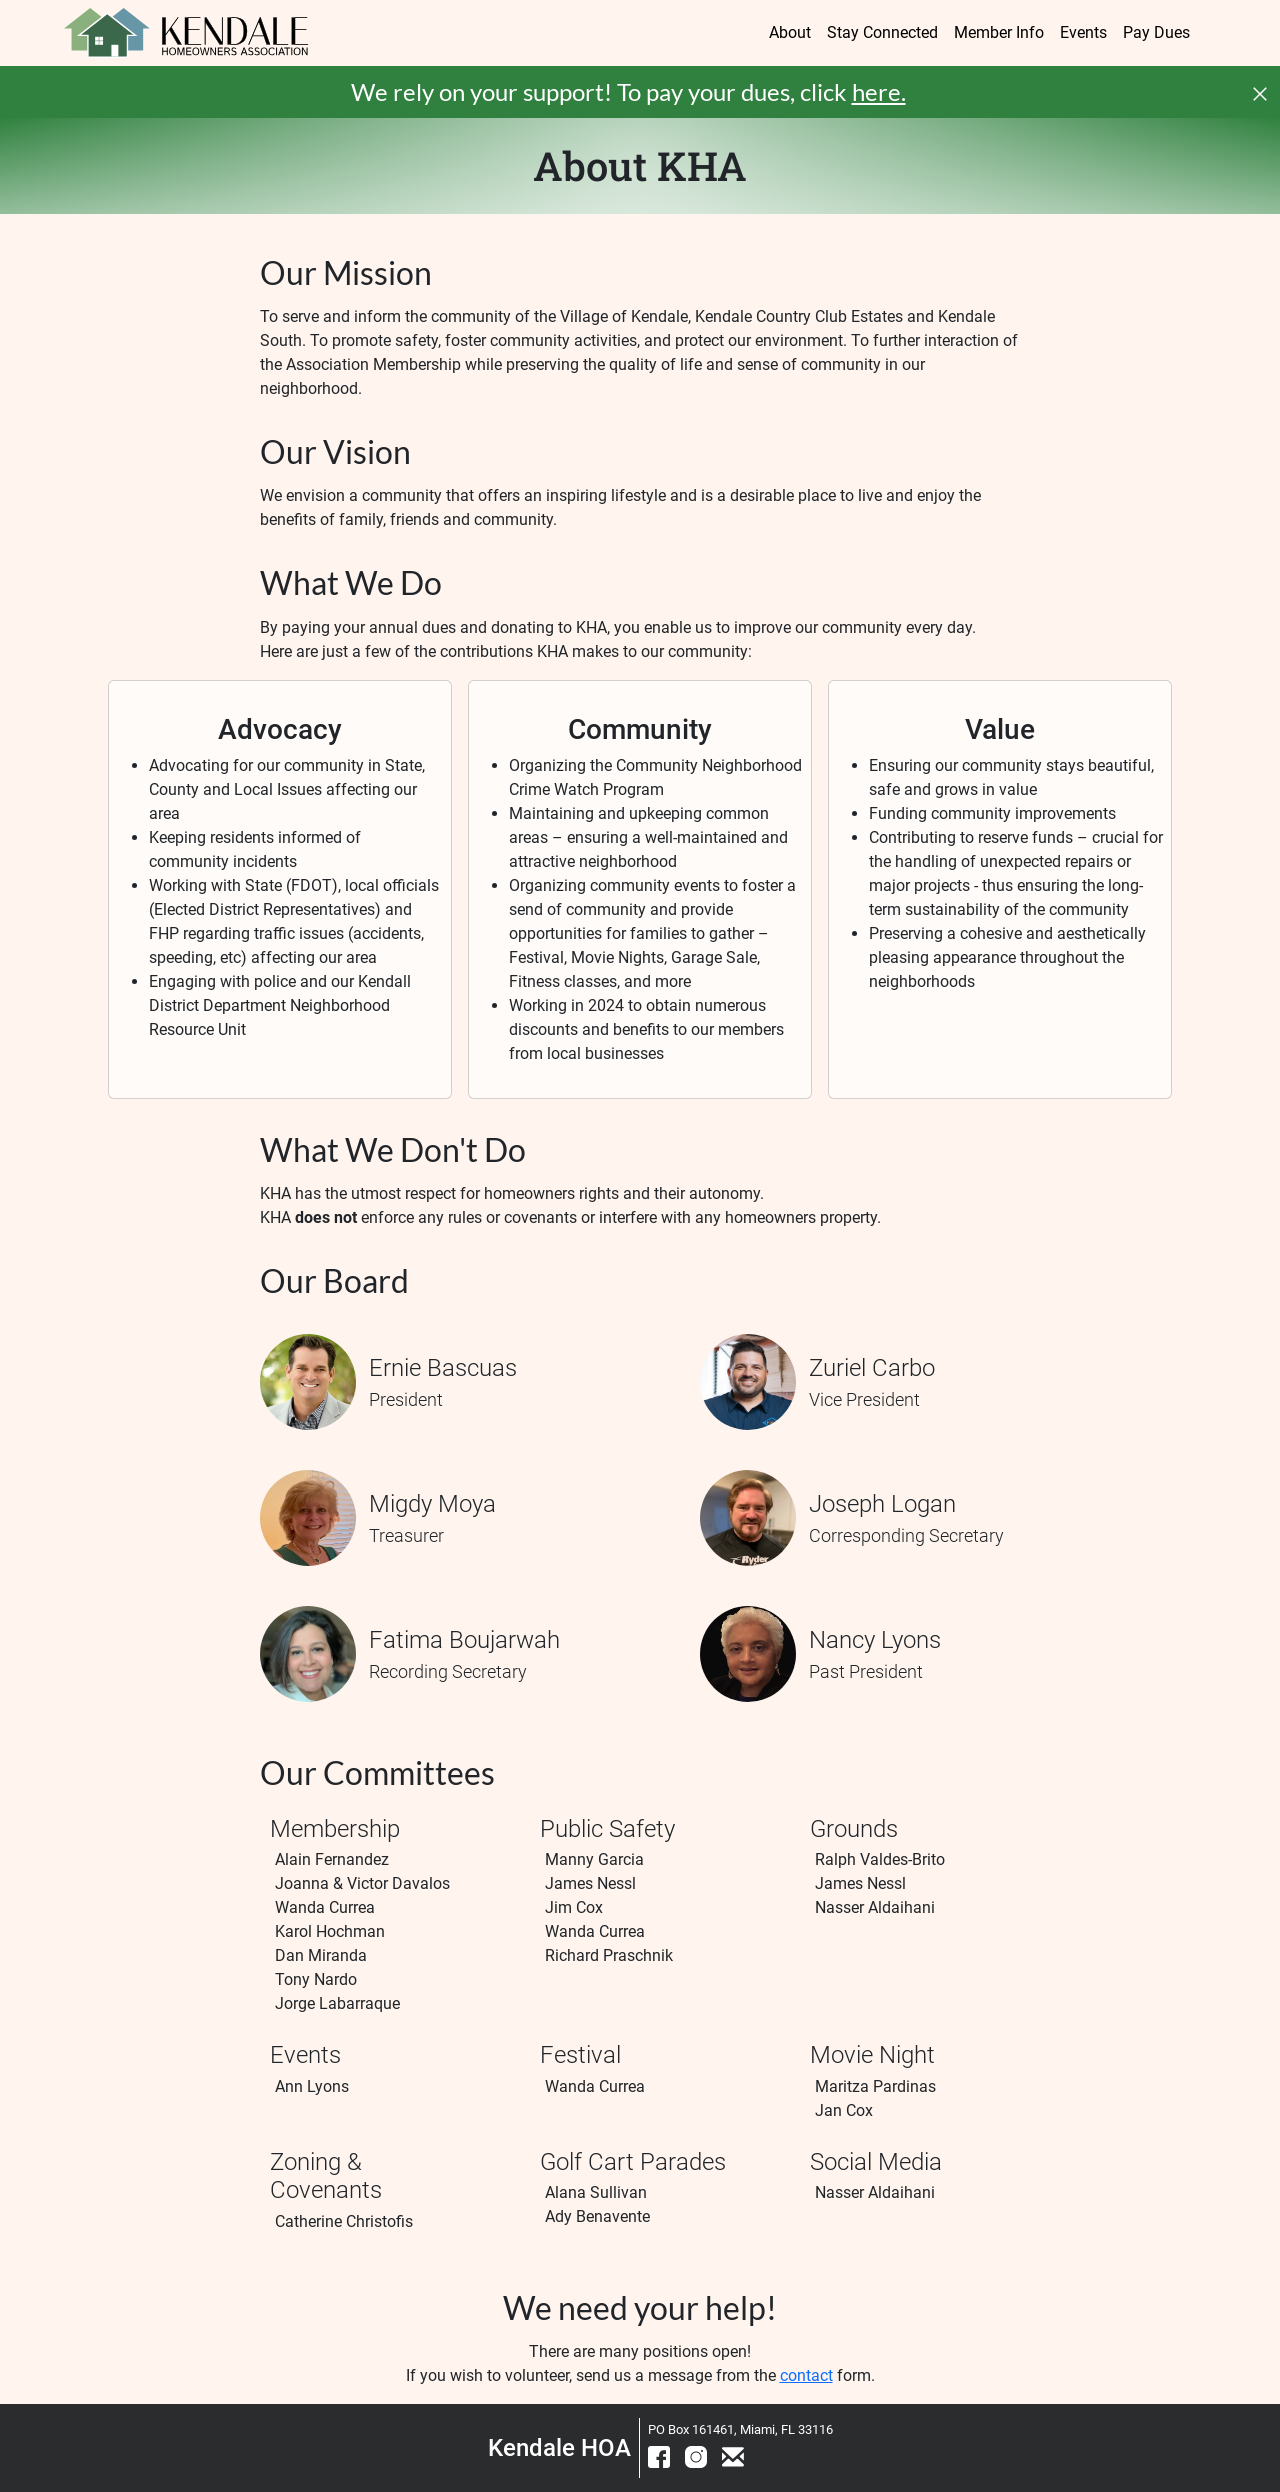 KENDALE
HOMEOWNERS ASSOCIATION
About Stay Connected Member Info Events Pay Dues
We rely on your support! To pay your dues, click here.
About KHA
Our Mission
To serve and inform the community of the Village of Kendale, Kendale Country Club Estates and Kendale
South. To promote safety, foster community activities, and protect our environment. To further interaction of
the Association Membership while preserving the quality of life and sense of community in our
neighborhood.
Our Vision
We envision a community that offers an inspiring lifestyle and is a desirable place to live and enjoy the
benefits of family, friends and community.
What We Do
By paying your annual dues and donating to KHA, you enable us to improve our community every day.
Here are just a few of the contributions KHA makes to our community:
Advocacy
• Advocating for our community in State,
County and Local Issues affecting our
area
• Keeping residents informed of
community incidents
• Working with State (FDOT), local officials
(Elected District Representatives) and
FHP regarding traffic issues (accidents,
speeding, etc) affecting our area
• Engaging with police and our Kendall
District Department Neighborhood
Resource Unit
Community
• Organizing the Community Neighborhood
Crime Watch Program
• Maintaining and upkeeping common
areas – ensuring a well-maintained and
attractive neighborhood
• Organizing community events to foster a
send of community and provide
opportunities for families to gather –
Festival, Movie Nights, Garage Sale,
Fitness classes, and more
• Working in 2024 to obtain numerous
discounts and benefits to our members
from local businesses
Value
• Ensuring our community stays beautiful,
safe and grows in value
• Funding community improvements
• Contributing to reserve funds – crucial for
the handling of unexpected repairs or
major projects - thus ensuring the long-
term sustainability of the community
• Preserving a cohesive and aesthetically
pleasing appearance throughout the
neighborhoods
What We Don't Do
KHA has the utmost respect for homeowners rights and their autonomy.
KHA does not enforce any rules or covenants or interfere with any homeowners property.
Our Board
Ernie Bascuas
President
Zuriel Carbo
Vice President
Migdy Moya
Treasurer
Ryder
Joseph Logan
Corresponding Secretary
Fatima Boujarwah
Recording Secretary
Nancy Lyons
Past President
Our Committees
Membership
Alain Fernandez
Joanna & Victor Davalos
Wanda Currea
Karol Hochman
Dan Miranda
Tony Nardo
Jorge Labarraque
Public Safety
Manny Garcia
James Nessl
Jim Cox
Wanda Currea
Richard Praschnik
Grounds
Ralph Valdes-Brito
James Nessl
Nasser Aldaihani
Events
Ann Lyons
Festival
Wanda Currea
Movie Night
Maritza Pardinas
Jan Cox
Zoning &
Covenants
Catherine Christofis
Golf Cart Parades
Alana Sullivan
Ady Benavente
Social Media
Nasser Aldaihani
We need your help!
There are many positions open!
If you wish to volunteer, send us a message from the contact form.
Kendale HOA
PO Box 161461, Miami, FL 33116